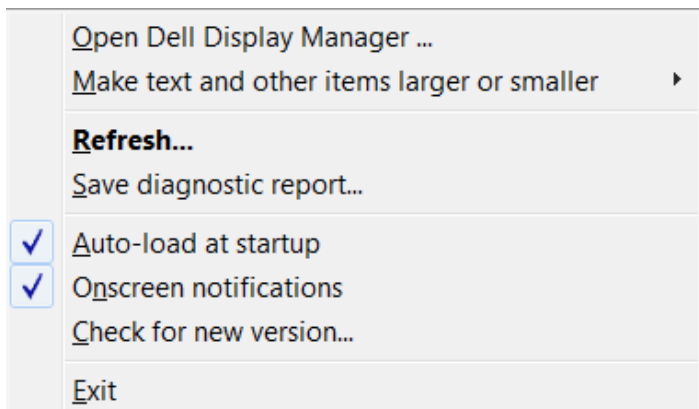 Open Dell Display Manager ...
Make text and other items larger or smaller
Refresh...
Save diagnostic report...
Auto-load at startup
Onscreen notifications
Check for new version...
Exit